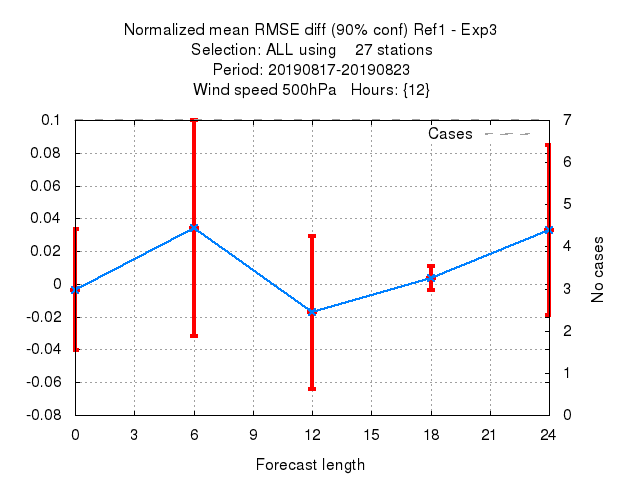 Normalized mean RMSE diff (90% conf) Ref1 - Exp3
Selection: ALL using    27 stations
Period: 20190817-20190823
Wind speed 500hPa   Hours: {12}
0.1
0.08
0.06
0.04
0.02
0
-0.02
-0.04
-0.06
-0.08
Cases
7
6
5
4
3
2
1
0
No cases
0 3 6 9 12 15 18 21 24
Forecast length